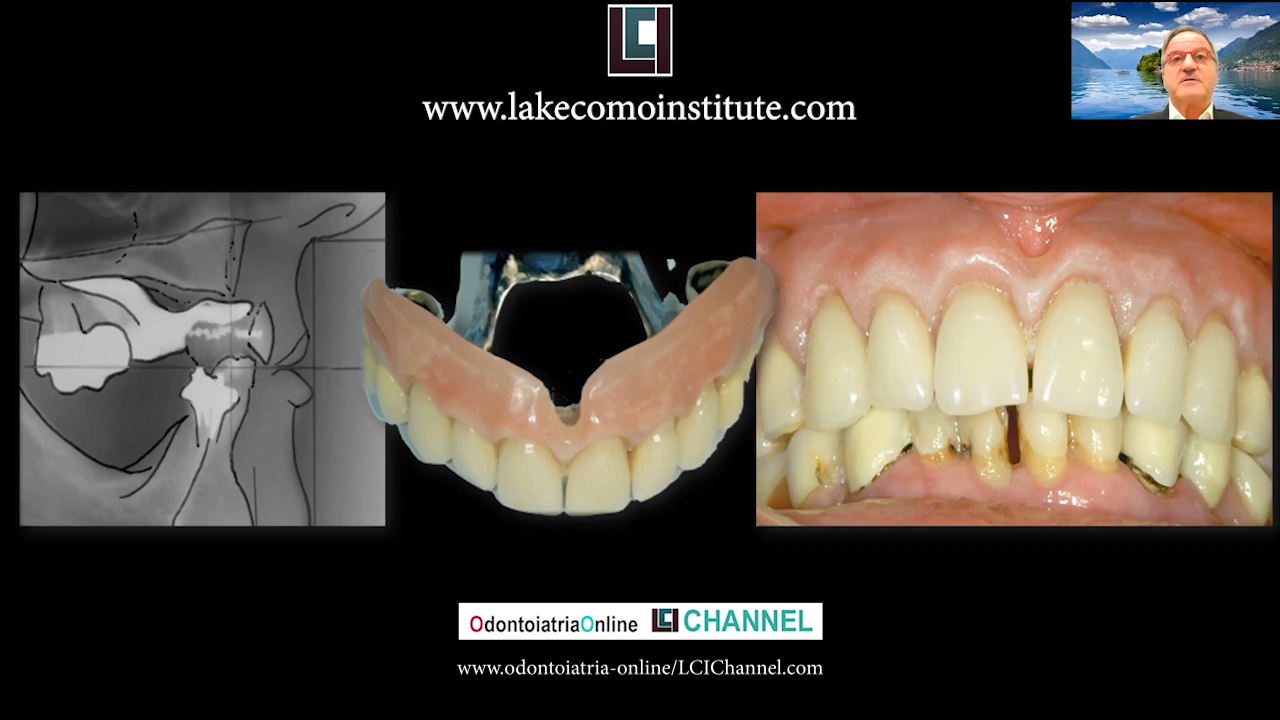 LCI
www.lakecomoinstitute.com
OdontoiatriaOnline LCI CHANNEL
www.odontoiatria-online/LCIChannel.com